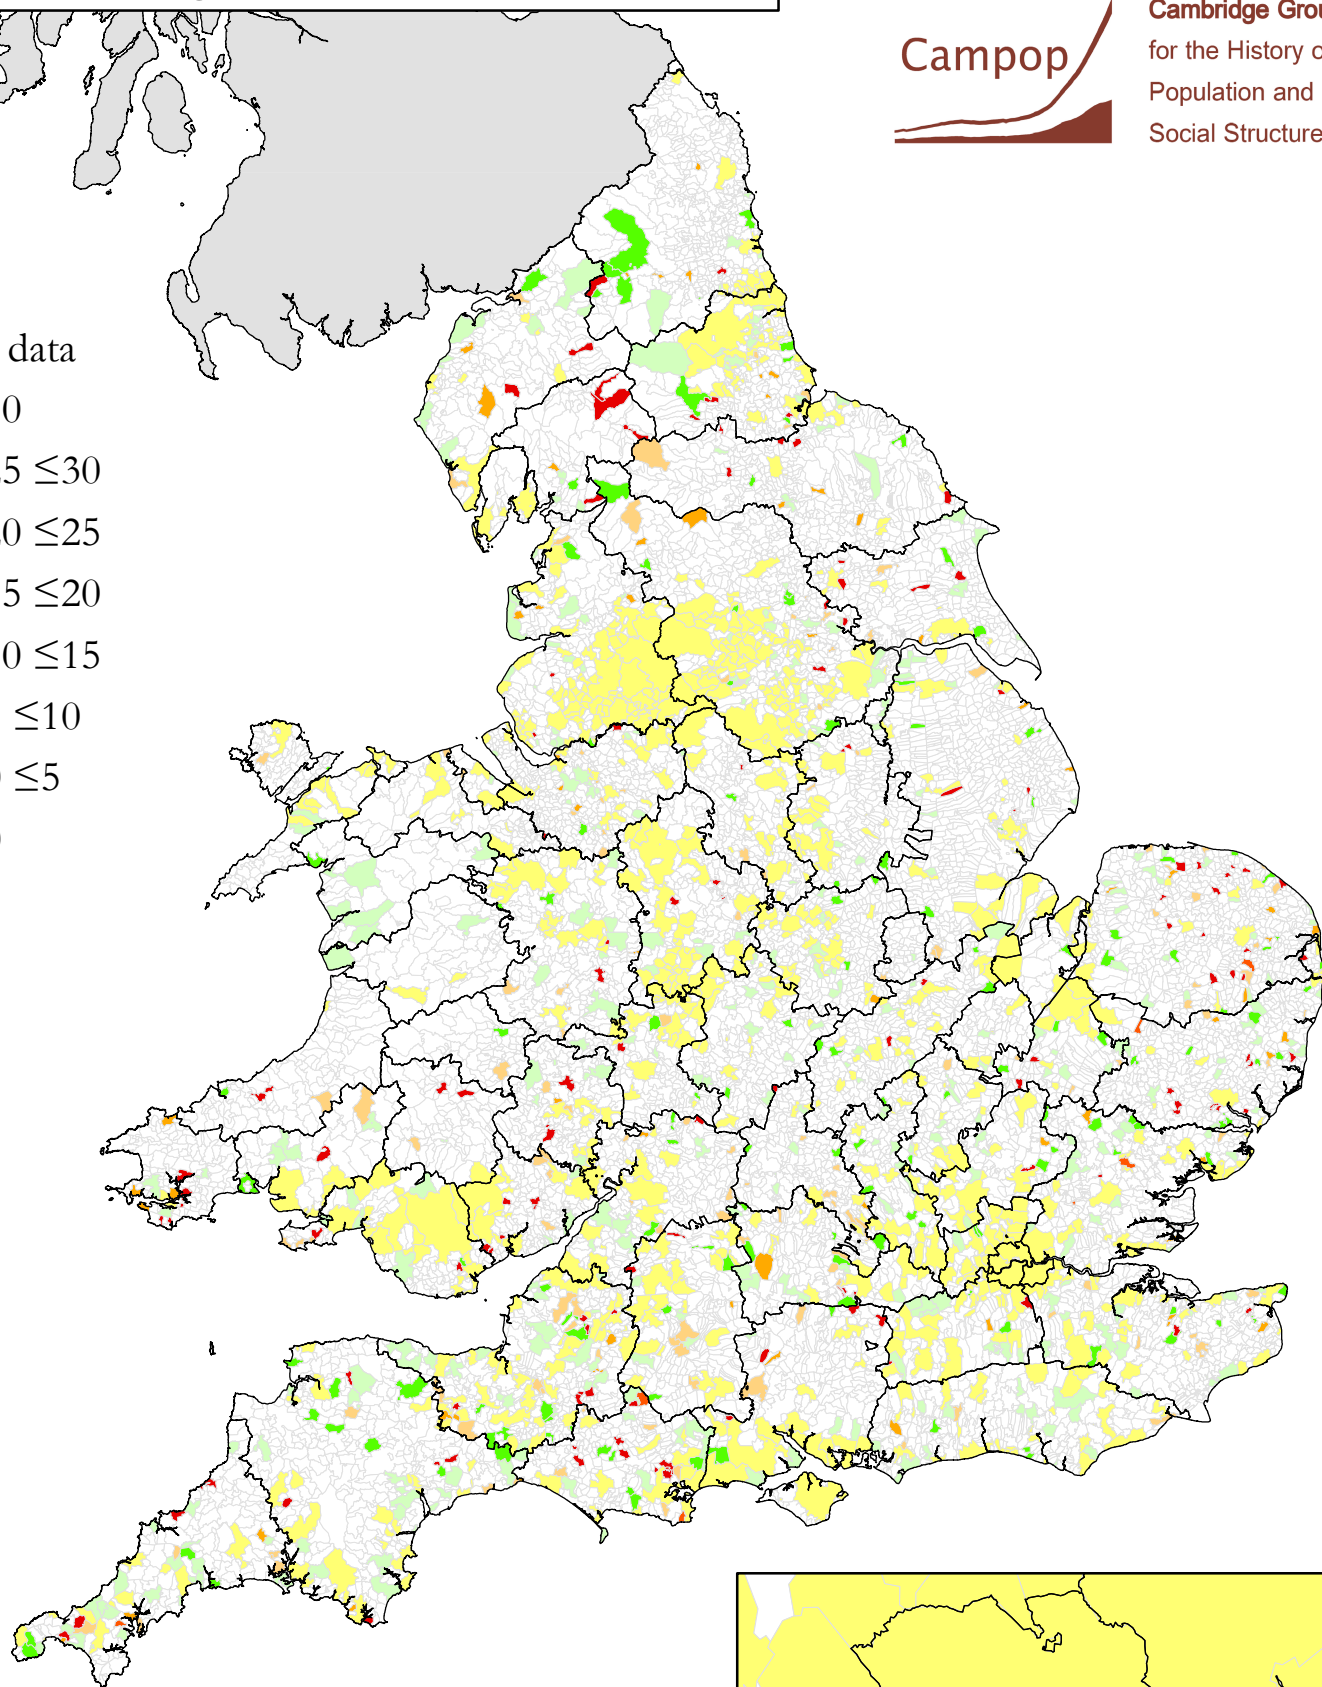 Cambridge Grou
Campop
for the History o
Population and
Social Structure
data
0
5 ≤30
0 ≤25
5 ≤20
0 ≤15
≤10
≤5